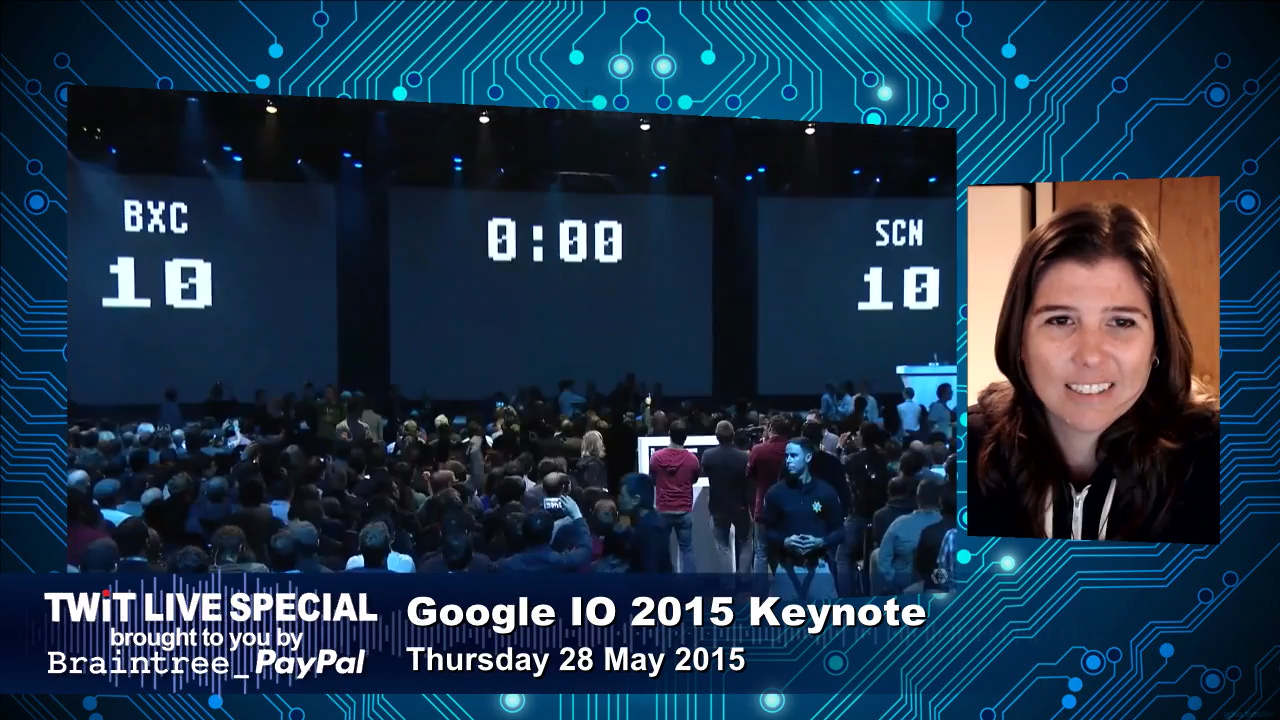 BXC
10
0:00
SCN
10
TWiT LIVE SPECIAL
brought to you by
Braintree_PayPal
Google IO 2015 Keynote
Thursday 28 May 2015